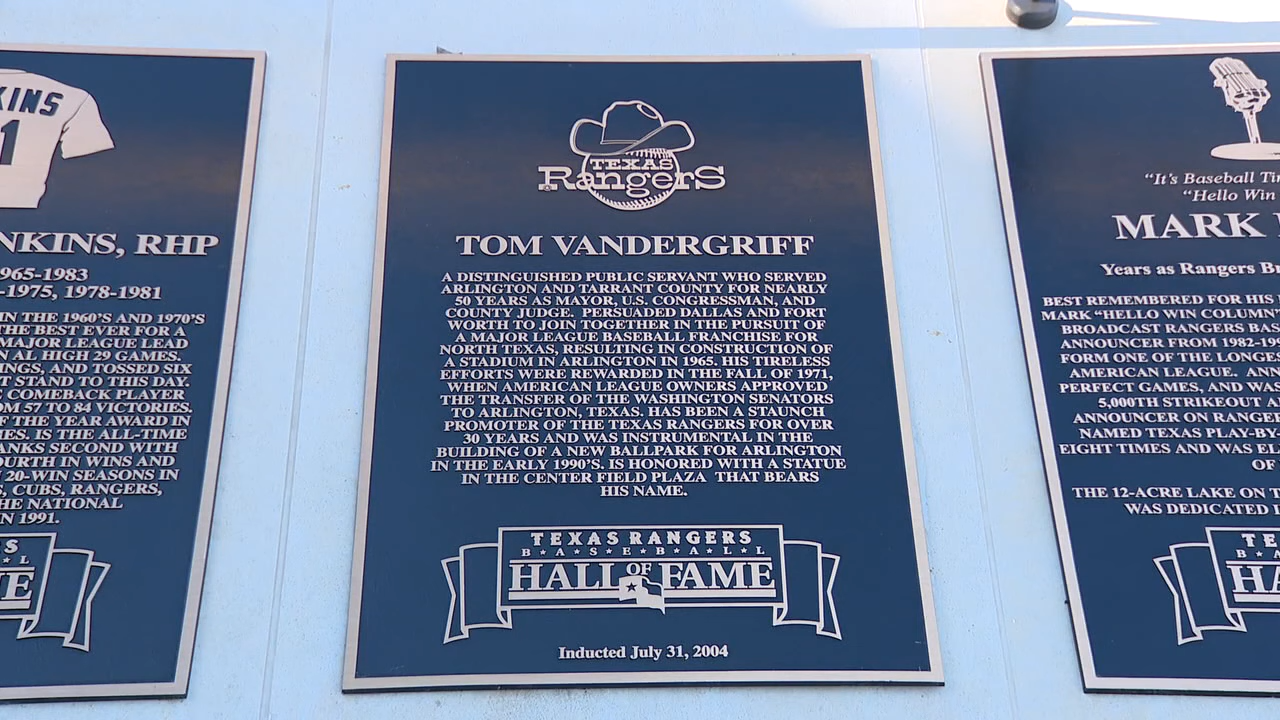 KINS
1
NKINS, RHP
965-1983
-1975, 1978-1981
IN THE 1960'S AND 1970'S
THE BEST EVER FOR A
MAJOR LEAGUE LEAD
N AL HIGH 29 GAMES.
INGS, AND TOSSED SIX
T STAND TO THIS DAY.
COMEBACK PLAYER
OM 57 TO 84 VICTORIES.
F THE YEAR AWARD IN
MES. IS THE ALL-TIME
ANKS SECOND WITH
OURTH IN WINS AND
20-WIN SEASONS IN
S, CUBS, RANGERS,
HE NATIONAL
IN 1991.
S
A L
ME
TEXAS
Rangers
TOM VANDERGRIFF
A DISTINGUISHED PUBLIC SERVANT WHO SERVED
ARLINGTON AND TARRANT COUNTY FOR NEARLY
50 YEARS AS MAYOR, U.S. CONGRESSMAN, AND
COUNTY JUDGE. PERSUADED DALLAS AND FORT
WORTH TO JOIN TOGETHER IN THE PURSUIT OF
A MAJOR LEAGUE BASEBALL FRANCHISE FOR
NORTH TEXAS, RESULTING IN CONSTRUCTION OF
A STADIUM IN ARLINGTON IN 1965. HIS TIRELESS
EFFORTS WERE REWARDED IN THE FALL OF 1971,
WHEN AMERICAN LEAGUE OWNERS APPROVED
THE TRANSFER OF THE WASHINGTON SENATORS
TO ARLINGTON, TEXAS. HAS BEEN A STAUNCH
PROMOTER OF THE TEXAS RANGERS FOR OVER
30 YEARS AND WAS INSTRUMENTAL IN THE
BUILDING OF A NEW BALLPARK FOR ARLINGTON
IN THE EARLY 1990'S. IS HONORED WITH A STATUE
IN THE CENTER FIELD PLAZA THAT BEARS
HIS NAME.
TEXAS RANGERS
B★A★S★E★B★A★L★L
HALL OF FAME
Inducted July 31, 2004
"It's Baseball Ti
"Hello Win
MARK
Years as Rangers Br
BEST REMEMBERED FOR HIS
MARK "HELLO WIN COLUMN
BROADCAST RANGERS BAS
ANNOUNCER FROM 1982-199
FORM ONE OF THE LONGES
AMERICAN LEAGUE. ANN
PERFECT GAMES, AND WAS
5,000TH STRIKEOUT A
ANNOUNCER ON RANGE
NAMED TEXAS PLAY-BY
EIGHT TIMES AND WAS EL
OF
THE 12-ACRE LAKE ON T
WAS DEDICATED I
TE
B★A
HA